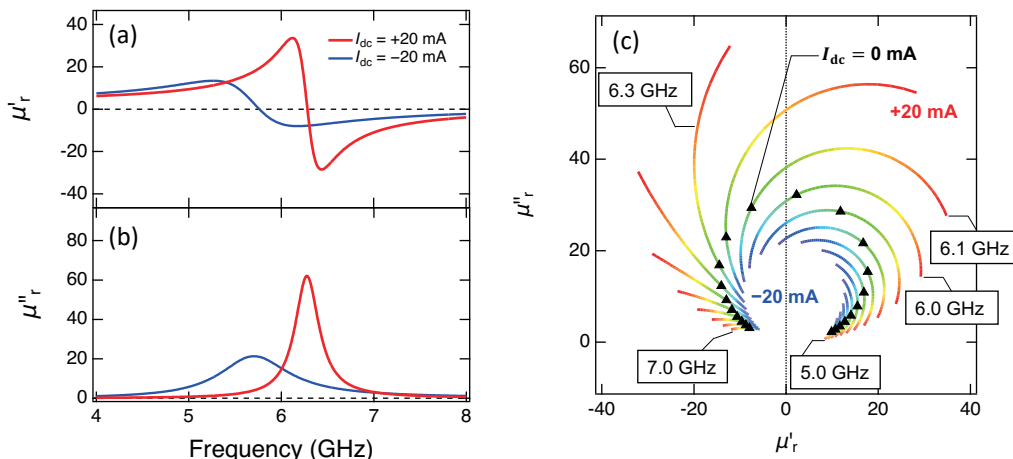 (a)
I_dc = +20 mA
I_dc = −20 mA
40
20
0
-20
-40
μ'_r
(b)
80
60
40
20
0
μ"_r
4
5
6
7
8
Frequency (GHz)
(c)
I_dc = 0 mA
6.3 GHz
+20 mA
6.1 GHz
6.0 GHz
−20 mA
7.0 GHz
5.0 GHz
60
40
20
0
μ"_r
-40
-20
0
20
40
μ'_r